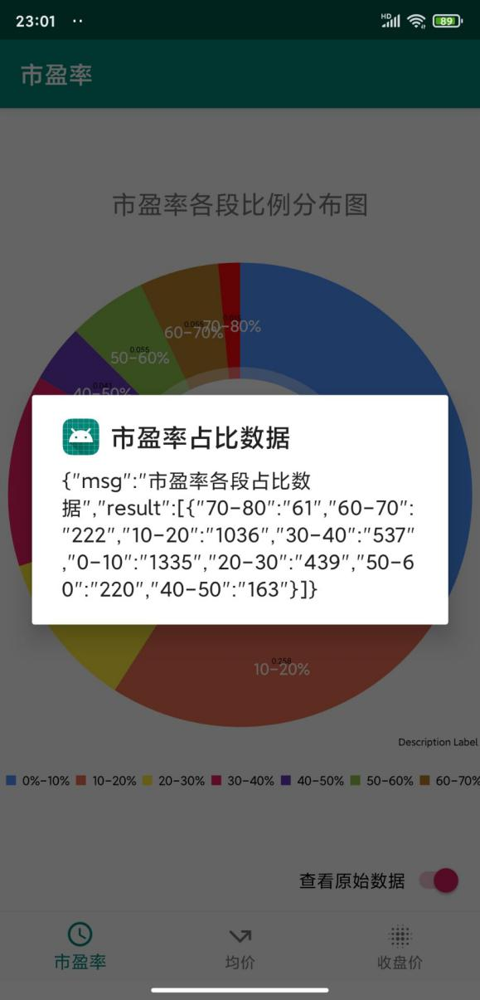 23:01
HD
89
市盈率
市盈率各段比例分布图
0.055
60-70%
70-80%
0.055
50-60%
0.041
40-50%
市盈率占比数据
{"msg":"市盈率各段占比数
据","result":[{"70-80":"61","60-70":
"222","10-20":"1036","30-40":"537"
,"0-10":"1335","20-30":"439","50-6
0":"220","40-50":"163"}]}
0.258
10-20%
Description Label
0%-10% 10-20% 20-30% 30-40% 40-50% 50-60% 60-70%
查看原始数据
市盈率 均价 收盘价